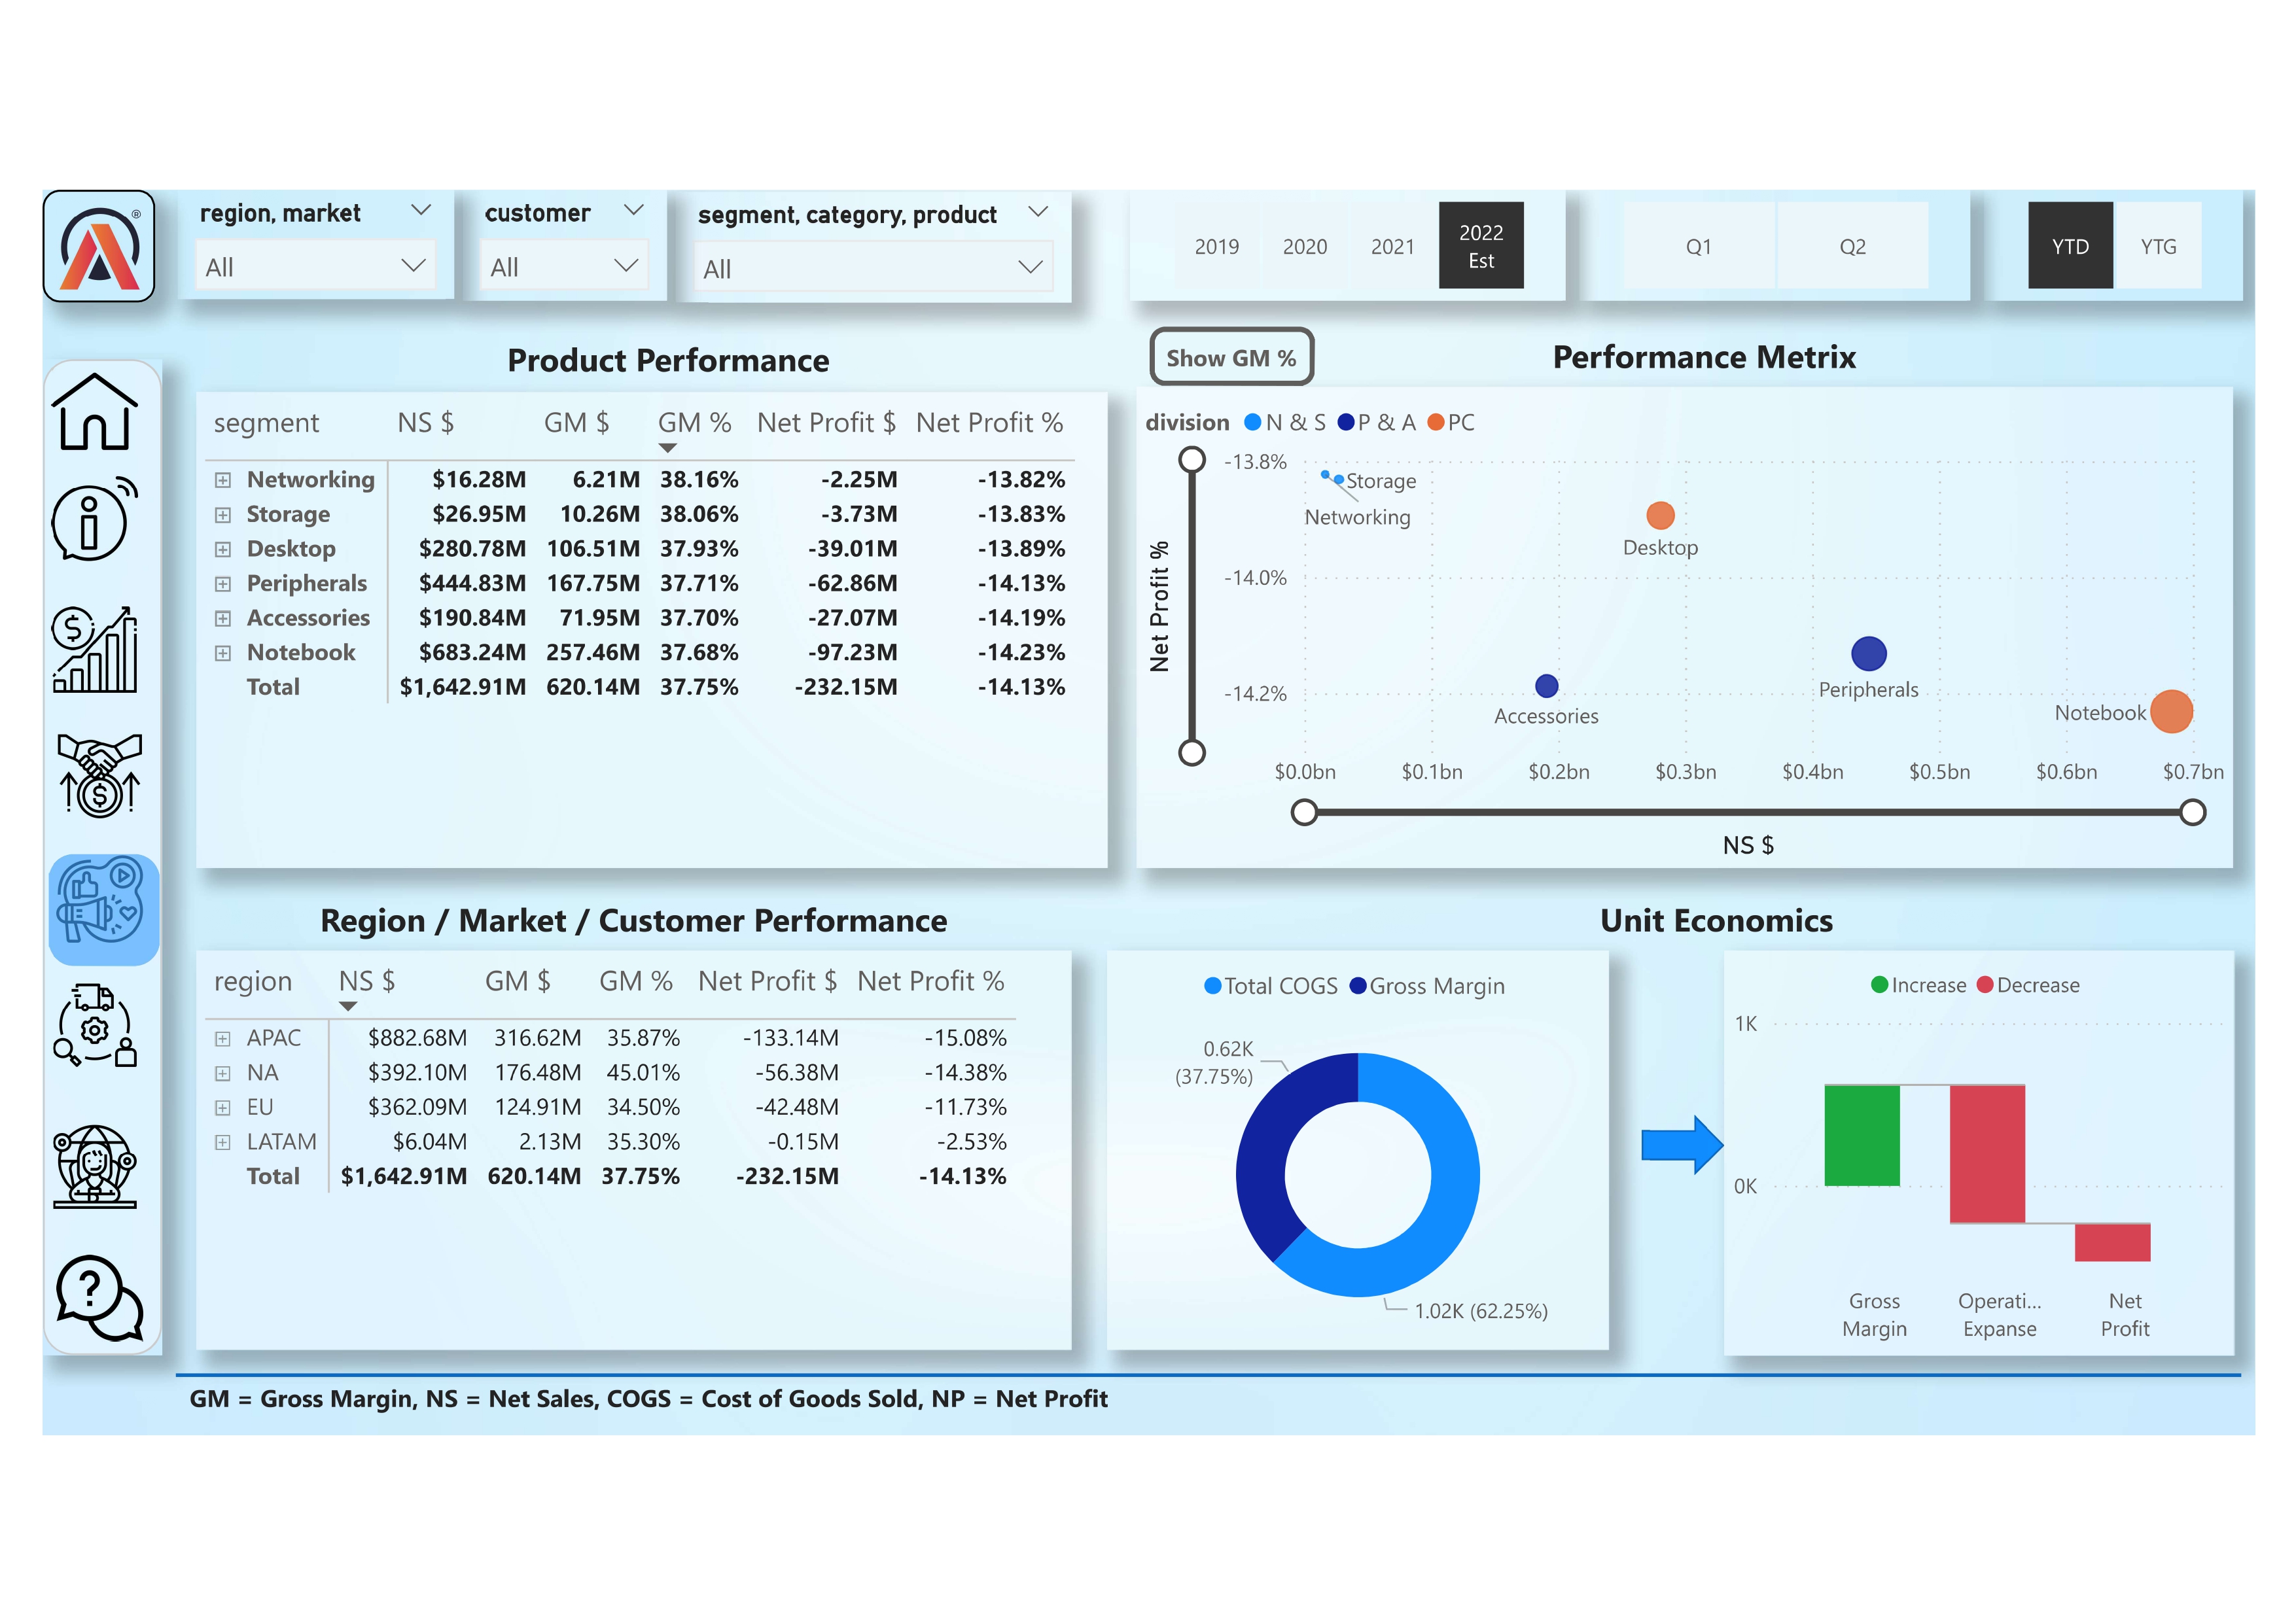 ®
region, market
All
customer
All
segment, category, product
All
2019 2020 2021 2022 Est
Q1 Q2
YTD YTG
Product Performance
segment NS $ GM $ GM % Net Profit $ Net Profit %
Networking $16.28M 6.21M 38.16% -2.25M -13.82%
Storage $26.95M 10.26M 38.06% -3.73M -13.83%
Desktop $280.78M 106.51M 37.93% -39.01M -13.89%
Peripherals $444.83M 167.75M 37.71% -62.86M -14.13%
Accessories $190.84M 71.95M 37.70% -27.07M -14.19%
Notebook $683.24M 257.46M 37.68% -97.23M -14.23%
Total $1,642.91M 620.14M 37.75% -232.15M -14.13%
Show GM %
Performance Metrix
division N & S P & A PC
Net Profit %
-13.8%
-14.0%
-14.2%
Storage
Networking
Desktop
Peripherals
Accessories
Notebook
$0.0bn $0.1bn $0.2bn $0.3bn $0.4bn $0.5bn $0.6bn $0.7bn
NS $
Region / Market / Customer Performance
region NS $ GM $ GM % Net Profit $ Net Profit %
APAC $882.68M 316.62M 35.87% -133.14M -15.08%
NA $392.10M 176.48M 45.01% -56.38M -14.38%
EU $362.09M 124.91M 34.50% -42.48M -11.73%
LATAM $6.04M 2.13M 35.30% -0.15M -2.53%
Total $1,642.91M 620.14M 37.75% -232.15M -14.13%
Unit Economics
Total COGS Gross Margin
0.62K
(37.75%)
1.02K (62.25%)
Increase Decrease
1K
0K
Gross Margin
Operati... Expanse
Net Profit
GM = Gross Margin, NS = Net Sales, COGS = Cost of Goods Sold, NP = Net Profit